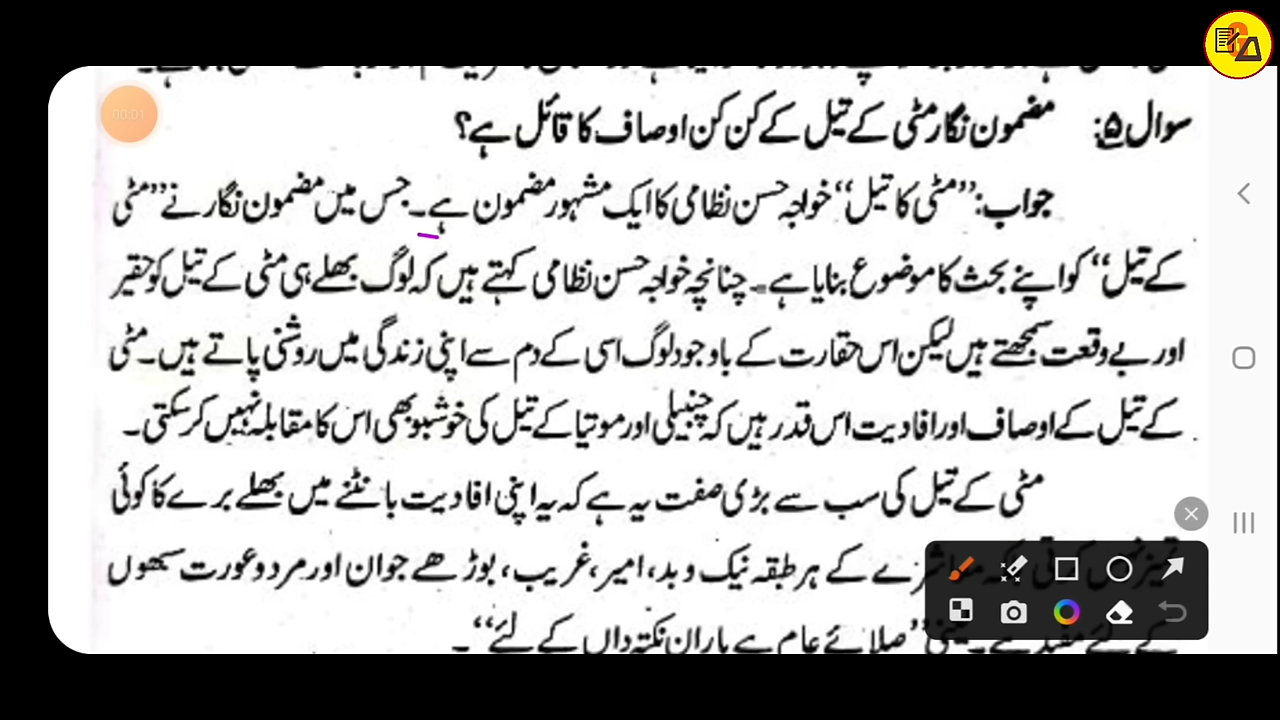 00:01
سوال ۵: مضمون نگار مٹی کے تیل کے کن کن اوصاف کا قائل ہے؟
جواب: ’’مٹی کا تیل‘‘ خواجہ حسن نظامی کا ایک مشہور مضمون ہے۔ جس میں مضمون نگار نے ’’مٹی
کے تیل‘‘ کو اپنے بحث کا موضوع بنایا ہے۔ چنانچہ خواجہ حسن نظامی کہتے ہیں کہ لوگ بھلے ہی مٹی کے تیل کو حقیر
اور بے وقعت سمجھتے ہیں لیکن اس حقارت کے باوجود لوگ اسی کے دم سے اپنی زندگی میں روشنی پاتے ہیں۔ مٹی
کے تیل کے اوصاف اور افادیت اس قدر ہیں کہ چنبیلی اور موتیا کے تیل کی خوشبو بھی اس کا مقابلہ نہیں کر سکتی۔
مٹی کے تیل کی سب سے بڑی صفت یہ ہے کہ یہ اپنی افادیت بانٹنے میں بھلے برے کا کوئی
کے ہر طبقہ نیک و بد، امیر، غریب، بوڑھے جوان اور مرد و عورت سبھوں
’’صلائے عام ہے یاران نکتہ داں کے لئے‘‘۔